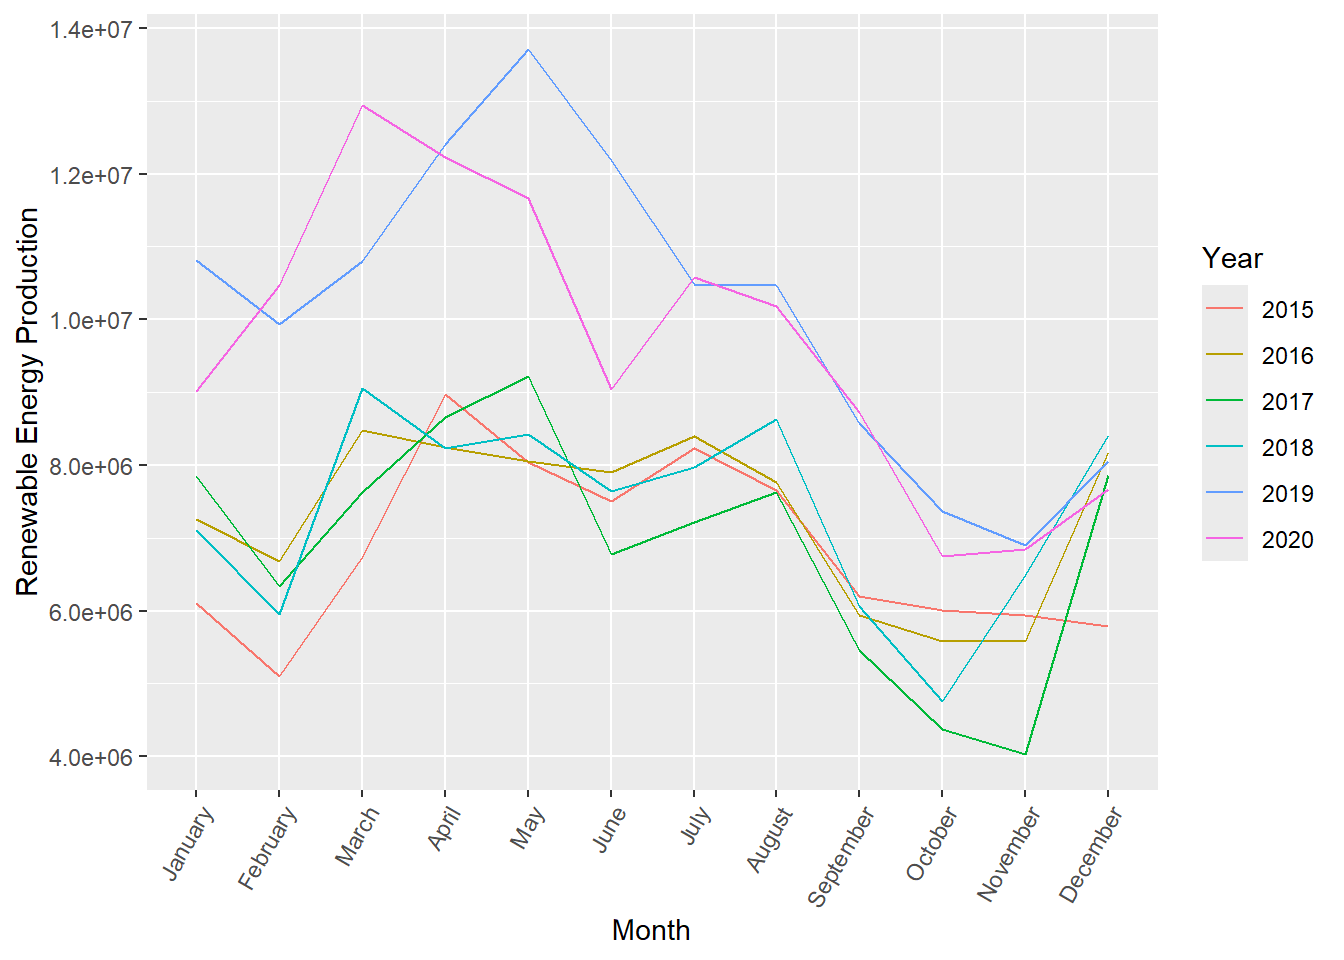 1.4e+07
1.2e+07
1.0e+07
8.0e+06
6.0e+06
4.0e+06
Renewable Energy Production
January
February
March
April
May
June
July
August
September
October
November
December
Month
Year
2015
2016
2017
2018
2019
2020